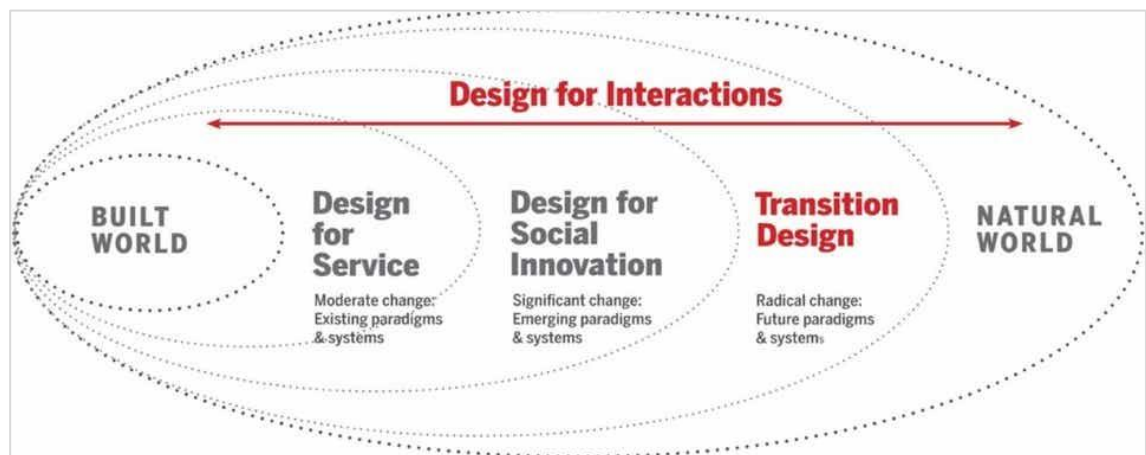 Design for Interactions
BUILT
WORLD
Design
for
Service
Moderate change:
Existing paradigms
& systems
Design for
Social
Innovation
Significant change:
Emerging paradigms
& systems
Transition
Design
Radical change:
Future paradigms
& systems
NATURAL
WORLD